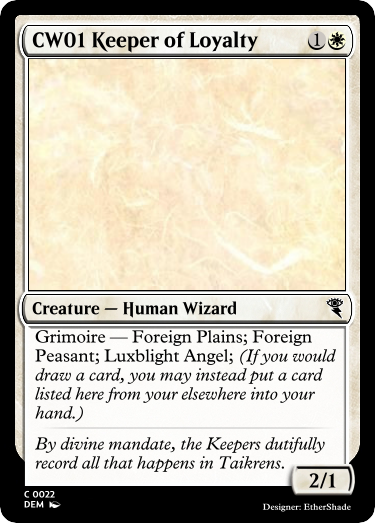 CW01 Keeper of Loyalty 1
Creature — Human Wizard
Grimoire — Foreign Plains; Foreign
Peasant; Luxblight Angel; (If you would
draw a card, you may instead put a card
listed here from your elsewhere into your
hand.)
By divine mandate, the Keepers dutifully
record all that happens in Taikrens.
2/1
C 0022
DEM
Designer: EtherShade